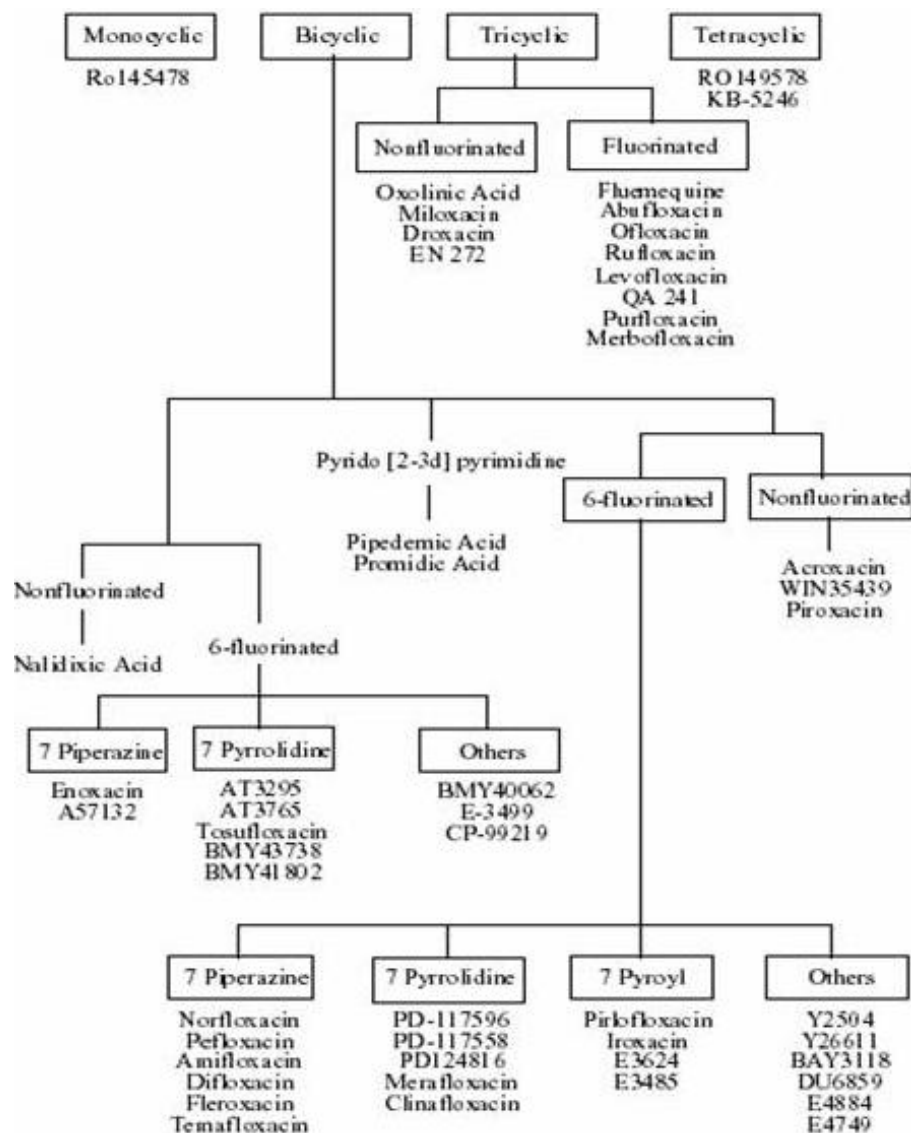 Monocyclic
Ro145478
Bicyclic
Tricyclic
Tetracyclic
RO149578
KB-5246
Nonfluorinated
Oxolinic Acid
Miloxacin
Droxacin
EN 272
Fluorinated
Fluemequine
Abufloxacin
Ofloxacin
Rufloxacin
Levofloxacin
QA 241
Purfloxacin
Merbofloxacin
Nonfluorinated
Nalidixic Acid
6-fluorinated
7 Piperazine
Enoxacin
A57132
7 Pyrrolidine
AT3295
AT3765
Tosufloxacin
BMY43738
BMY41802
Others
BMY40062
E-3499
CP-99219
Pyrido [2-3d] pyrimidine
Pipedemic Acid
Promidic Acid
6-fluorinated
Nonfluorinated
Acroxacin
WIN35439
Piroxacin
7 Piperazine
Norfloxacin
Pefloxacin
Amifloxacin
Difloxacin
Fleroxacin
Temafloxacin
7 Pyrrolidine
PD-117596
PD-117558
PD124816
Merafloxacin
Clinafloxacin
7 Pyroyl
Pirlofloxacin
Iroxacin
E3624
E3485
Others
Y2504
Y26611
BAY3118
DU6859
E4884
E4749